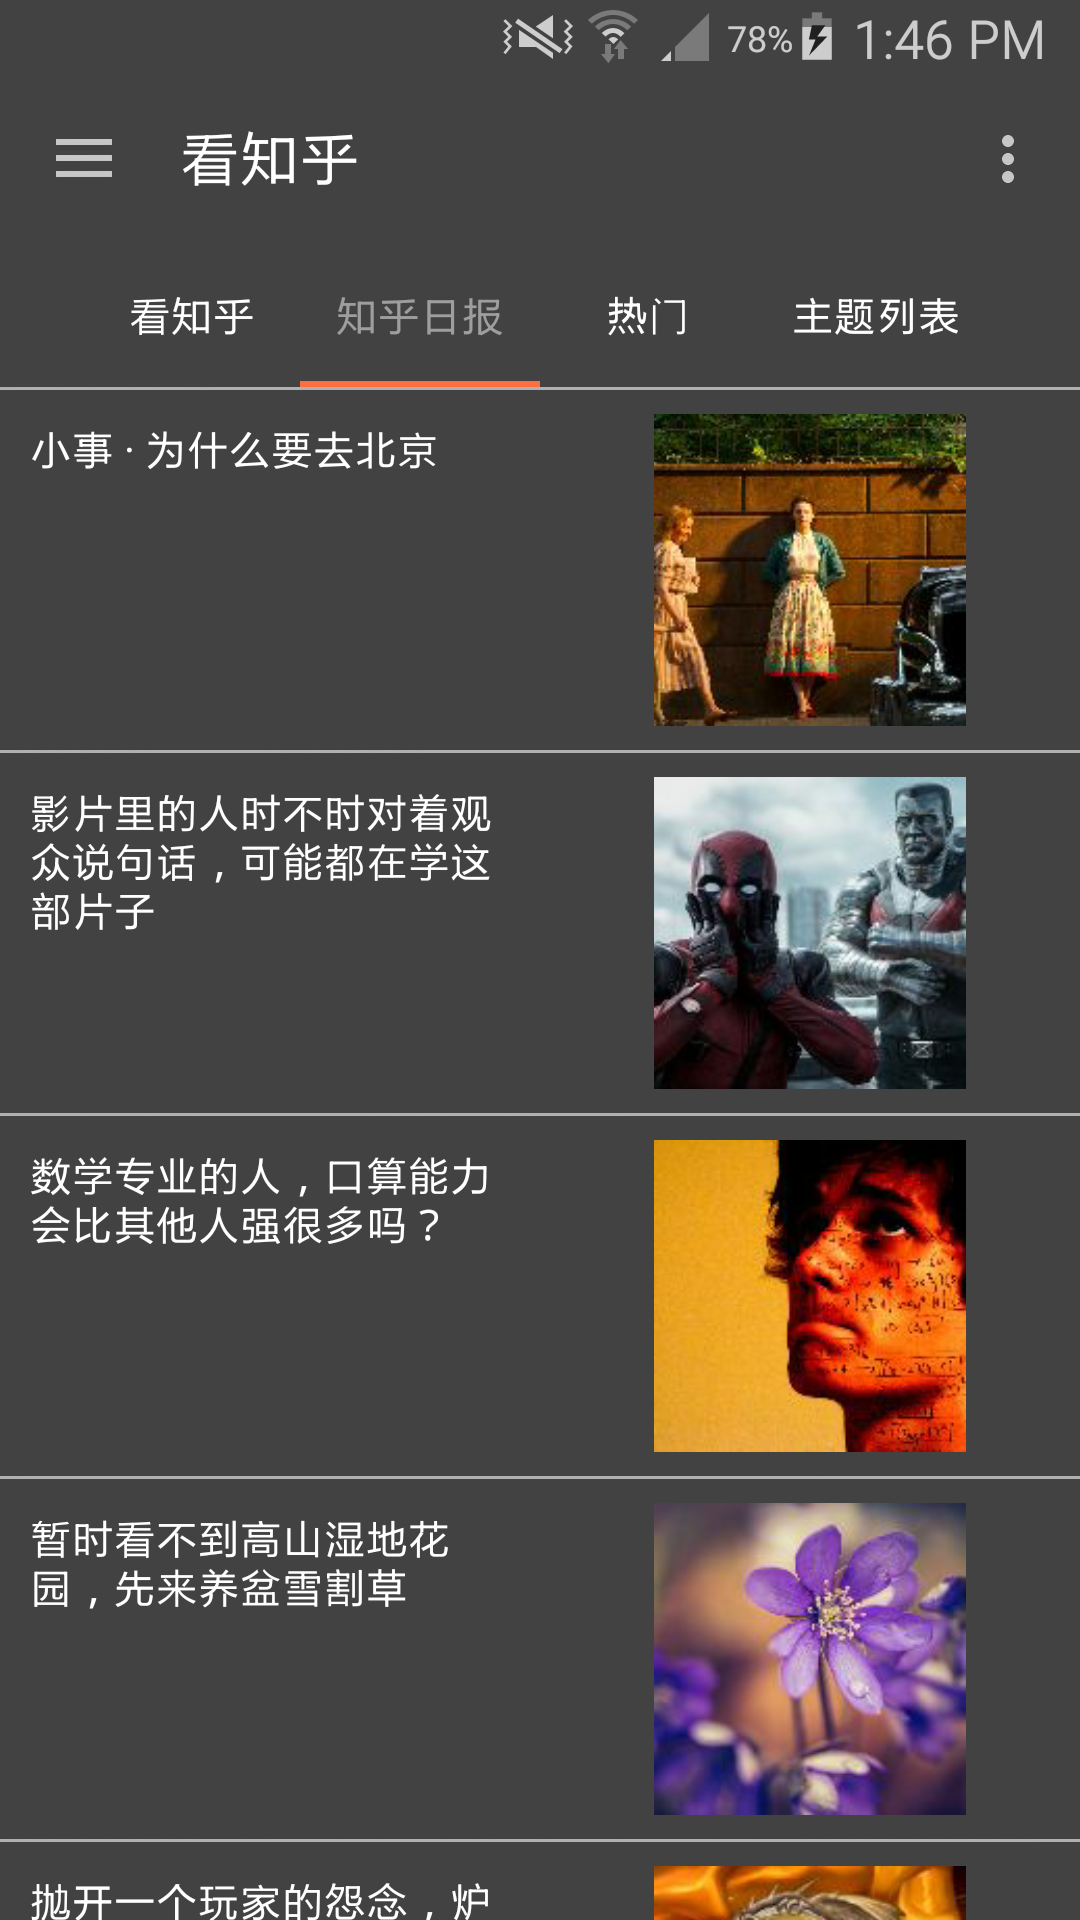 78% 1:46 PM
看知乎
看知乎 知乎日报 热门 主题列表
小事 · 为什么要去北京
影片里的人时不时对着观
众说句话，可能都在学这
部片子
数学专业的人，口算能力
会比其他人强很多吗？
暂时看不到高山湿地花
园，先来养盆雪割草
抛开一个玩家的怨念，炉